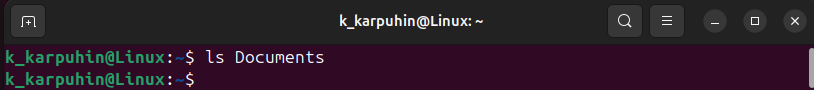 k_karpuhin@Linux: ~
k_karpuhin@Linux:~$ ls Documents
k_karpuhin@Linux:~$